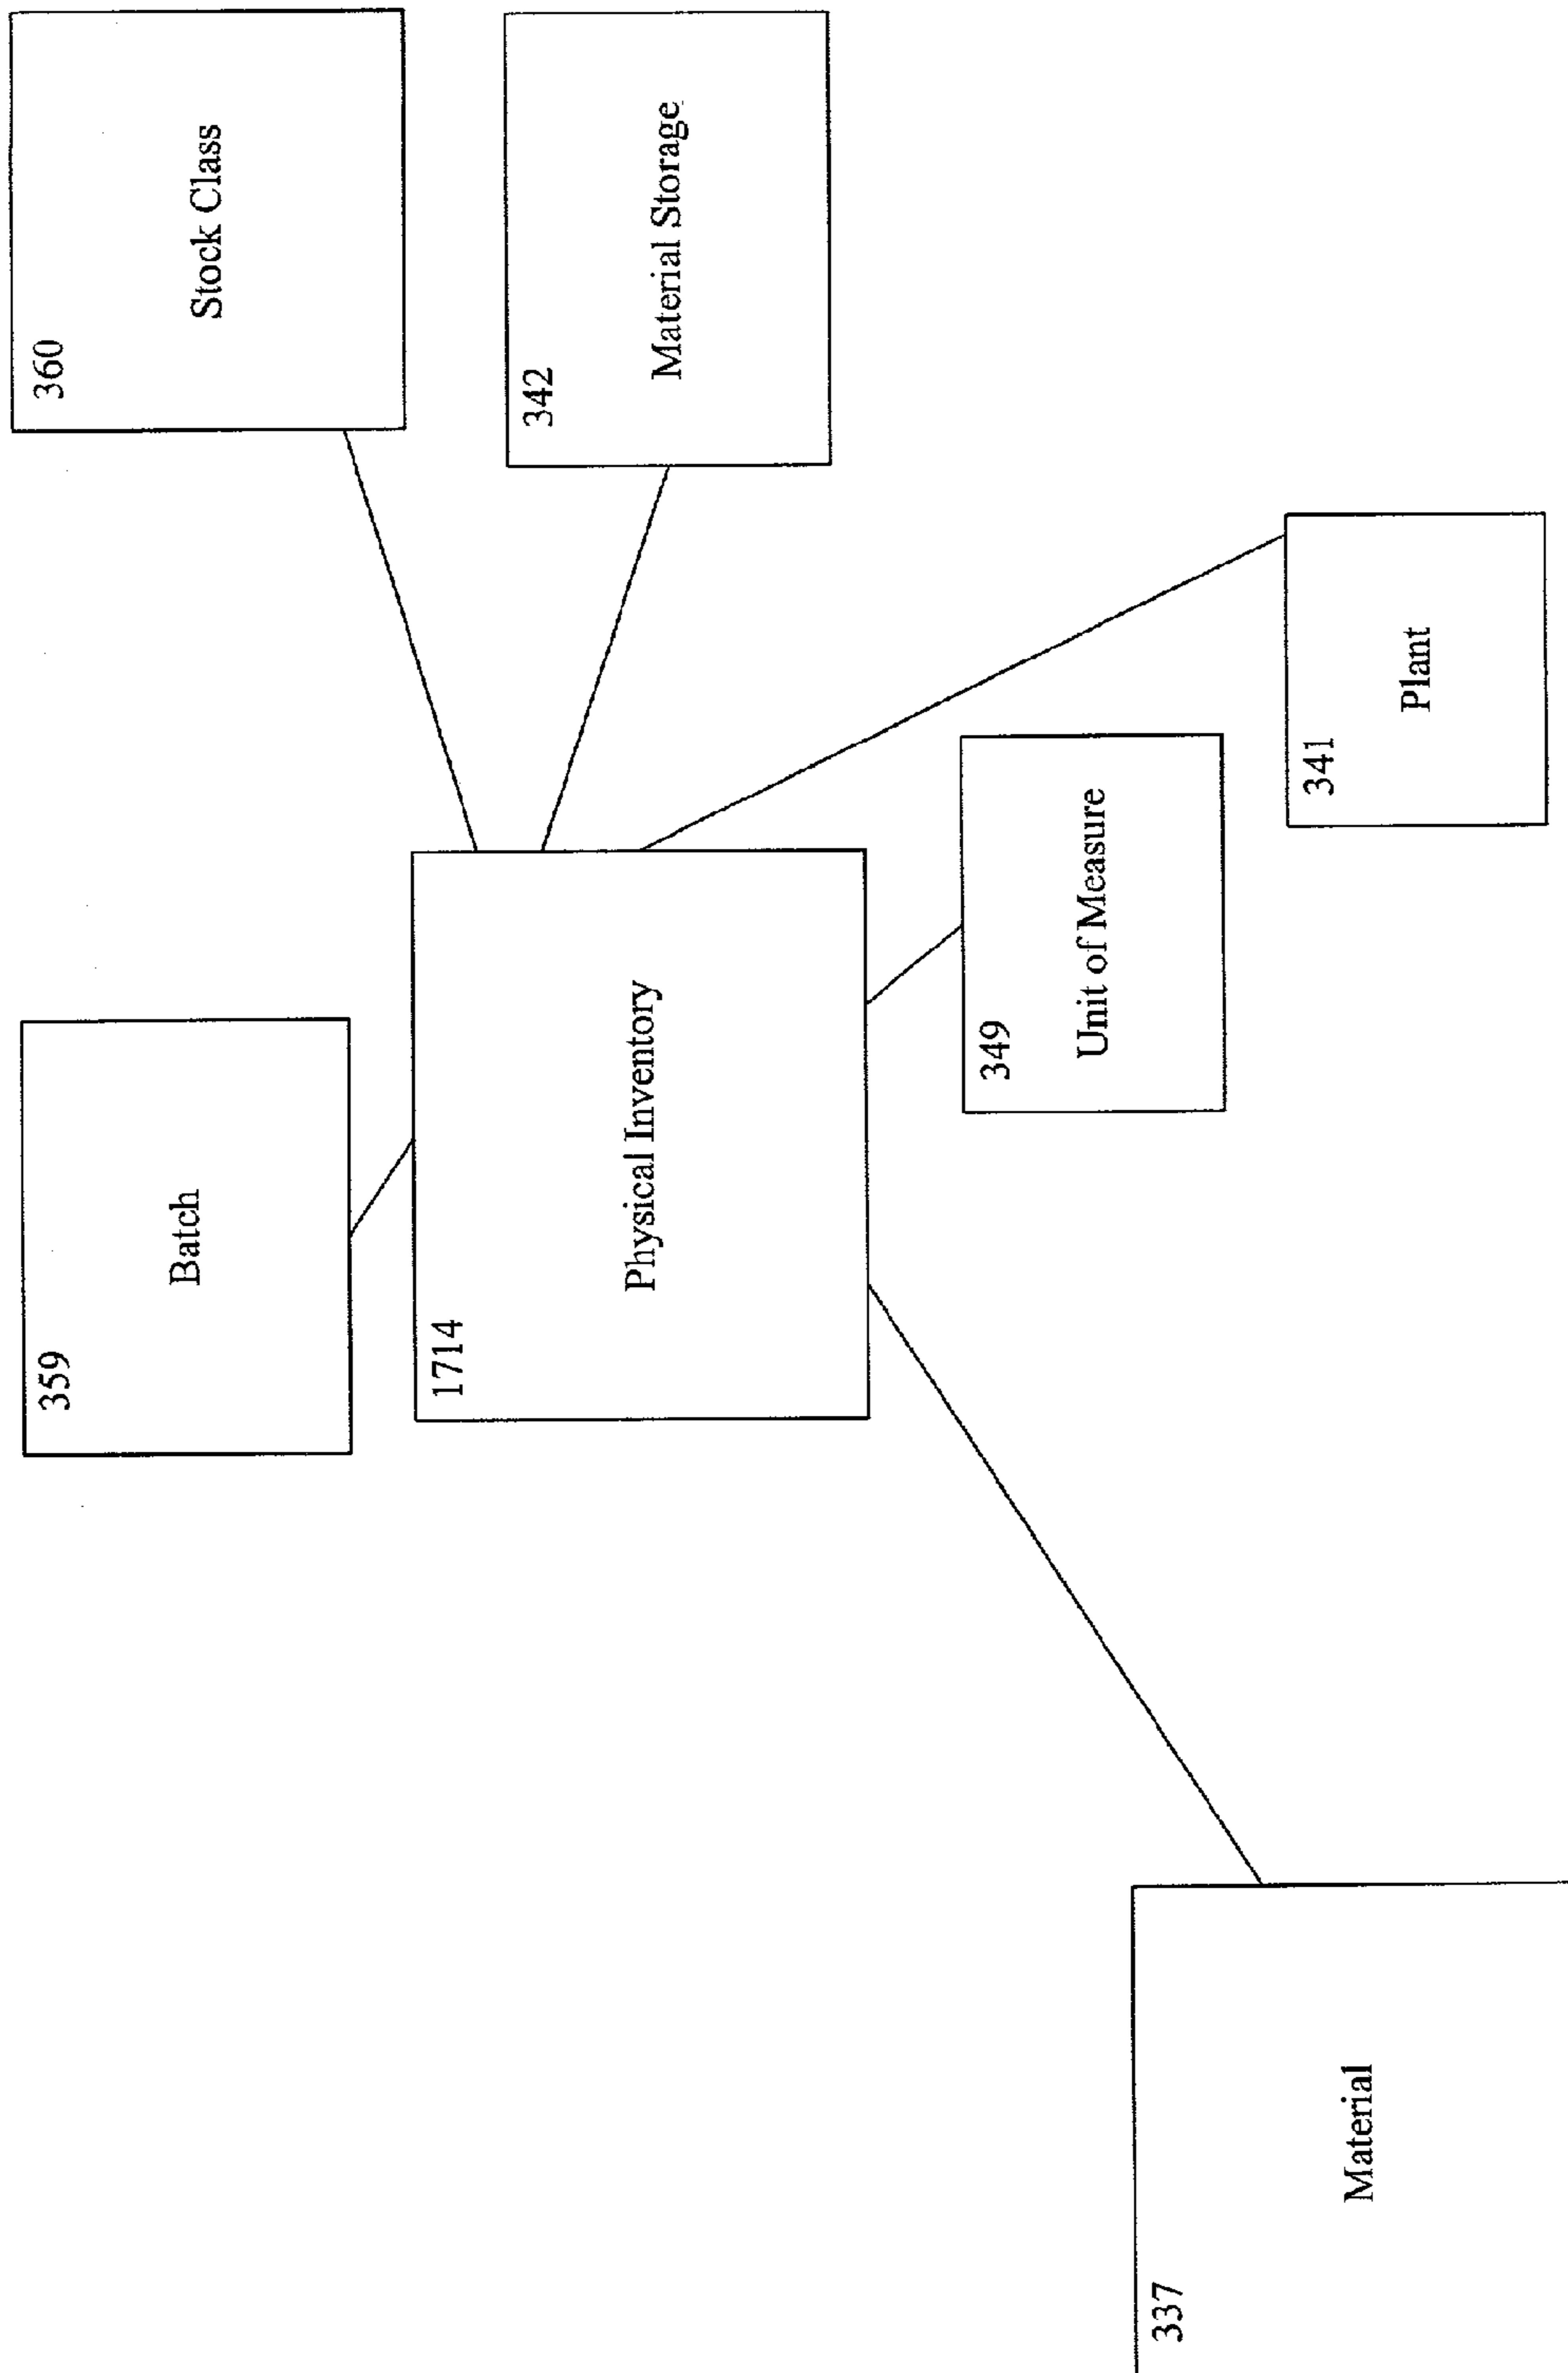 359
Batch
360
Stock Class
1714
Physical Inventory
342
Material Storage
349
Unit of Measure
337
Material
341
Plant